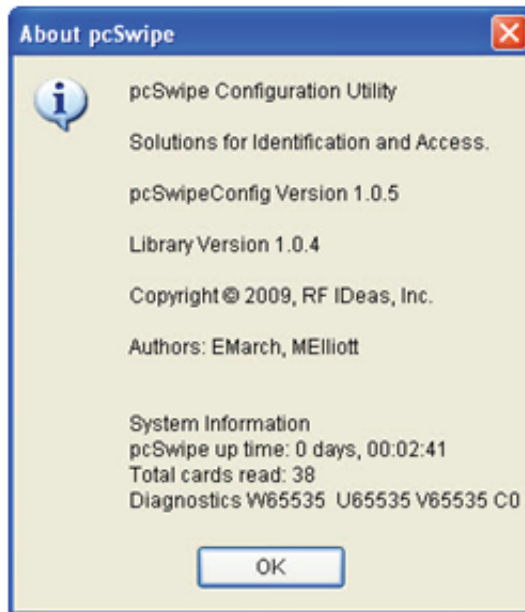 About pcSwipe
pcSwipe Configuration Utility
Solutions for Identification and Access.
pcSwipeConfig Version 1.0.5
Library Version 1.0.4
Copyright © 2009, RF IDeas, Inc.
Authors: EMarch, MElliott
System Information
pcSwipe up time: 0 days, 00:02:41
Total cards read: 38
Diagnostics W65535 U65535 V65535 C0
OK